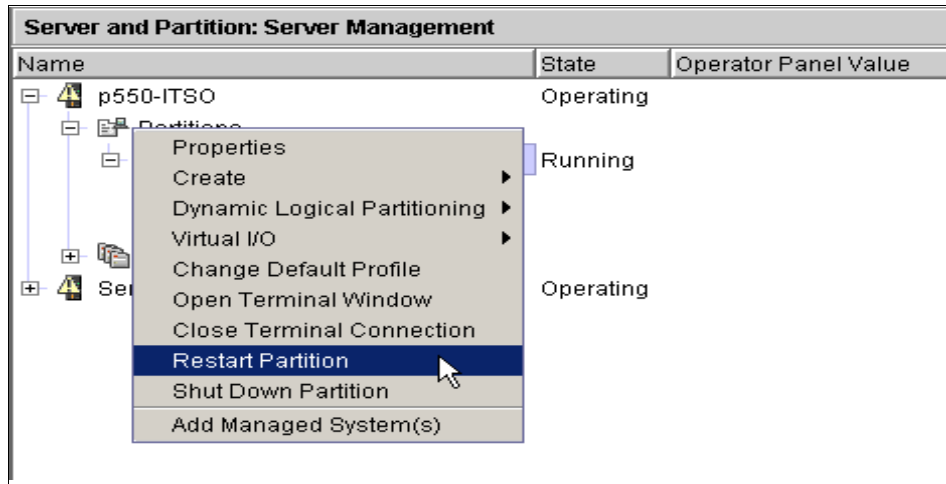 Server and Partition: Server Management
Name State Operator Panel Value
p550-ITSO Operating
Partitions
Properties
Running
Create
Dynamic Logical Partitioning
Virtual I/O
Change Default Profile
Ser Operating
Open Terminal Window
Close Terminal Connection
Restart Partition
Shut Down Partition
Add Managed System(s)